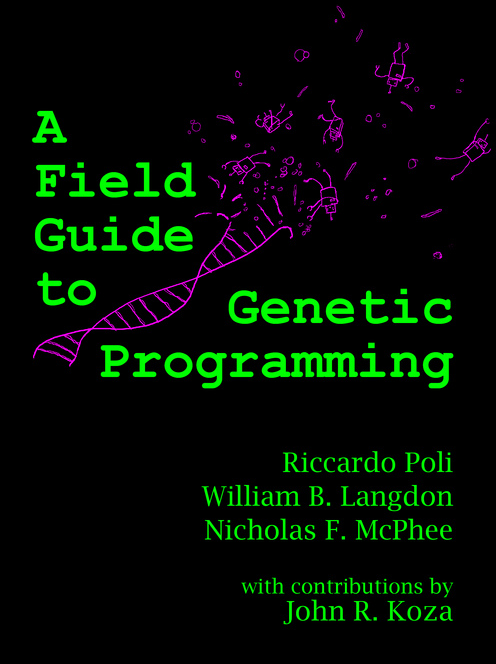 A
Field
Guide
to
Genetic
Programming
Riccardo Poli
William B. Langdon
Nicholas F. McPhee
with contributions by
John R. Koza